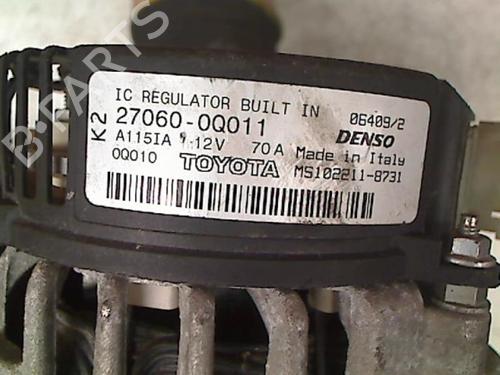 B-PARTS
IC REGULATOR BUILT IN
06409/2
K2
27060-0Q011
DENSO
A115IA 12V 70A Made in Italy
0Q010 TOYOTA MS102211-8731